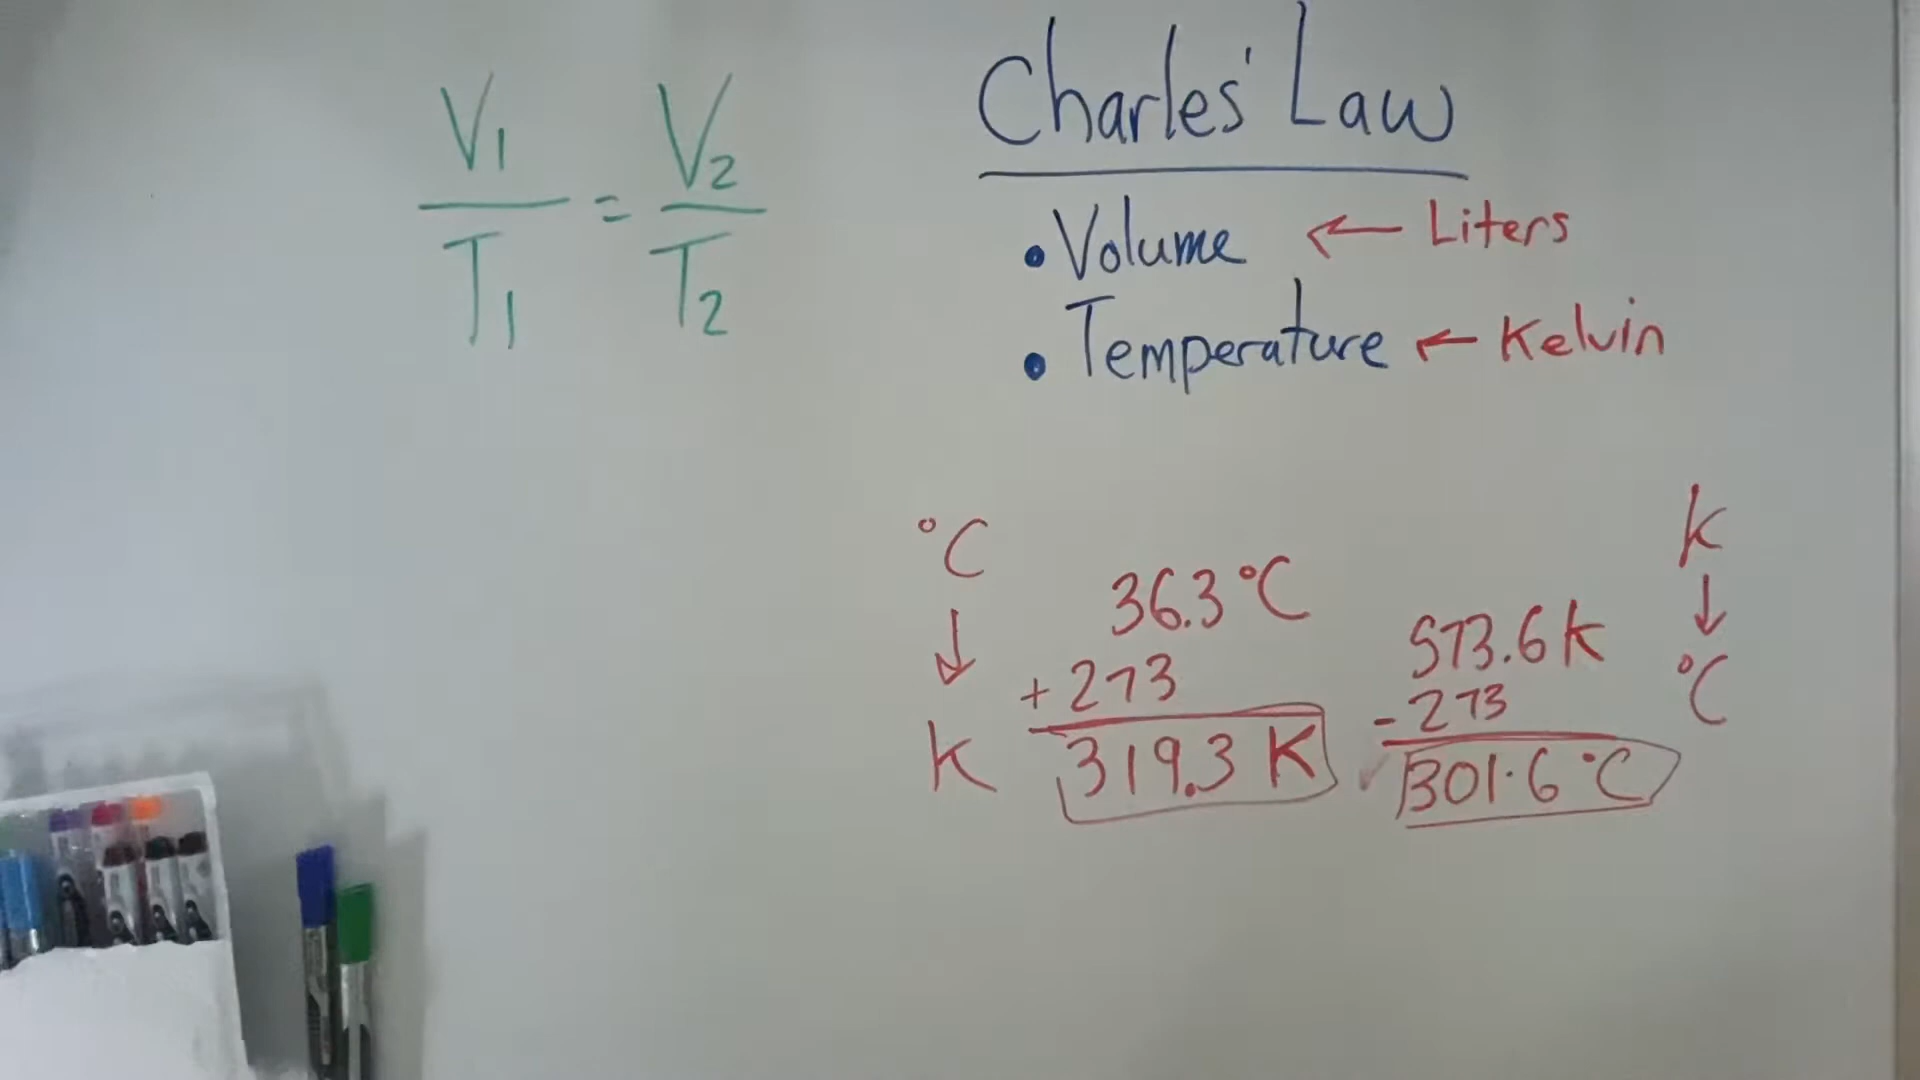 V1 = V2
T1 T2
Charles' Law
• Volume ← Liters
• Temperature ← Kelvin
°C
↓
K
36.3°C
+ 273
319.3 K
573.6 K
- 273
301.6 °C
K
↓
°C